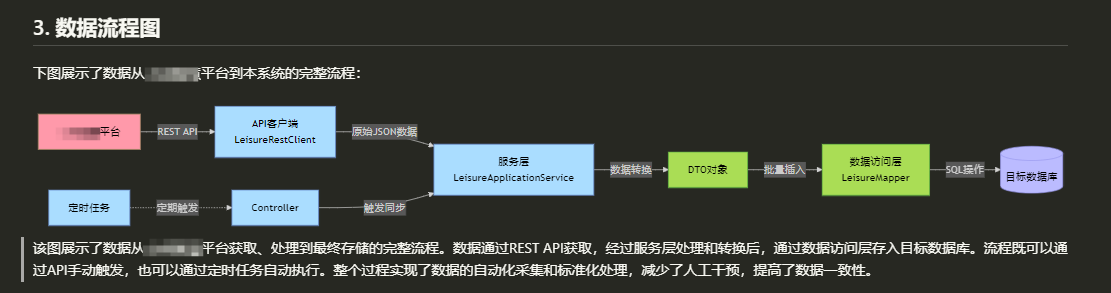 3. 数据流程图
下图展示了数据从 平台到本系统的完整流程：
平台
REST API
API客户端
LeisureRestClient
原始JSON数据
服务层
LeisureApplicationService
数据转换
DTO对象
批量插入
数据访问层
LeisureMapper
SQL操作
目标数据库
定时任务
定期触发
Controller
触发同步
该图展示了数据从 平台获取、处理到最终存储的完整流程。数据通过REST API获取，经过服务层处理和转换后，通过数据访问层存入目标数据库。流程既可以通
过API手动触发，也可以通过定时任务自动执行。整个过程实现了数据的自动化采集和标准化处理，减少了人工干预，提高了数据一致性。